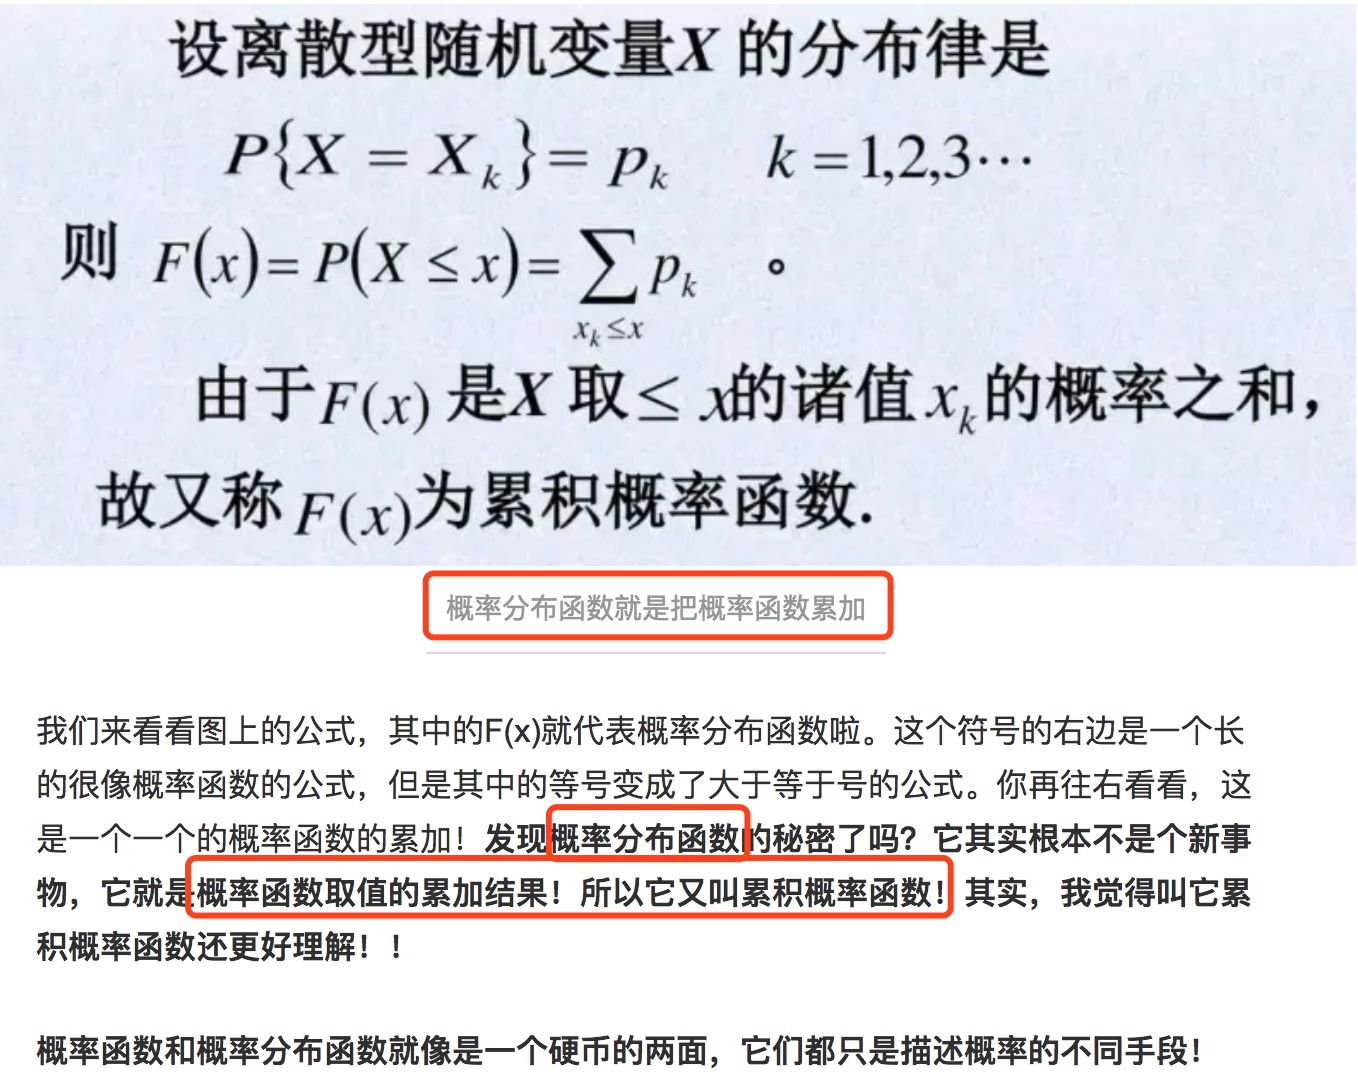 设离散型随机变量X 的分布律是
P{X = X_k} = p_k    k = 1,2,3⋯
则 F(x) = P(X ≤ x) = ∑ p_k 。
x_k ≤ x
由于F(x) 是X 取≤ x的诸值 x_k 的概率之和，
故又称F(x)为累积概率函数.
概率分布函数就是把概率函数累加
我们来看看图上的公式，其中的F(x)就代表概率分布函数啦。这个符号的右边是一个长
的很像概率函数的公式，但是其中的等号变成了大于等于号的公式。你再往右看看，这
是一个一个的概率函数的累加！发现概率分布函数的秘密了吗？它其实根本不是个新事
物，它就是概率函数取值的累加结果！所以它又叫累积概率函数！其实，我觉得叫它累
积概率函数还更好理解！！
概率函数和概率分布函数就像是一个硬币的两面，它们都只是描述概率的不同手段！